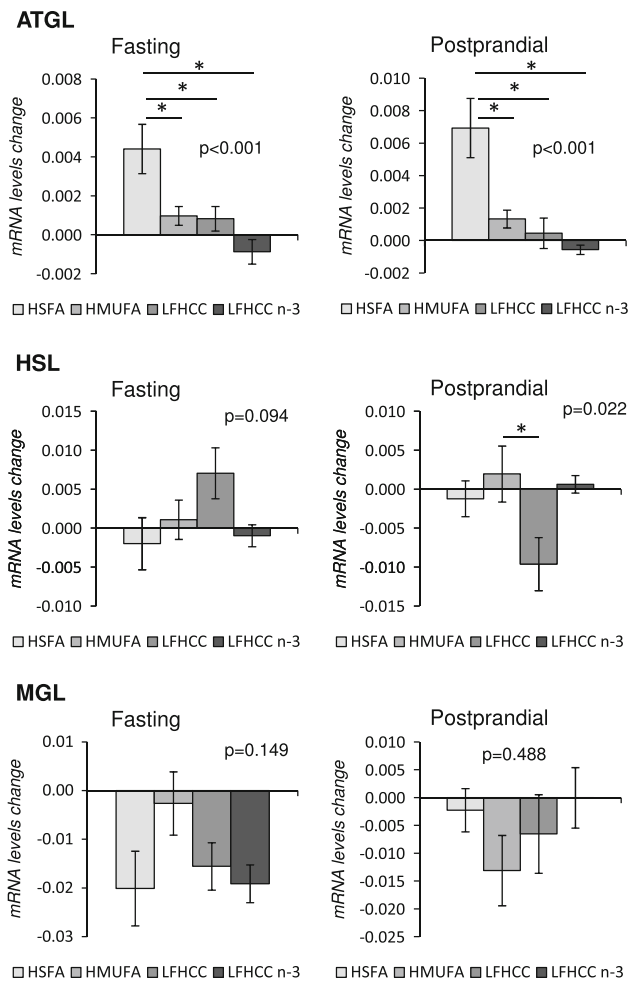 ATGL
Fasting
mRNA levels change
0.008
0.006
0.004
0.002
0.000
-0.002
*
*
*
p<0.001
HSFA HMUFA LFHCC LFHCC n-3
Postprandial
mRNA levels change
0.010
0.008
0.006
0.004
0.002
0.000
-0.002
*
*
*
p<0.001
HSFA HMUFA LFHCC LFHCC n-3
HSL
Fasting
mRNA levels change
0.015
0.010
0.005
0.000
-0.005
-0.010
p=0.094
HSFA HMUFA LFHCC LFHCC n-3
Postprandial
mRNA levels change
0.010
0.005
0.000
-0.005
-0.010
-0.015
p=0.022
*
HSFA HMUFA LFHCC LFHCC n-3
MGL
Fasting
mRNA levels change
0.01
0.00
-0.01
-0.02
-0.03
p=0.149
HSFA HMUFA LFHCC LFHCC n-3
Postprandial
mRNA levels change
0.010
0.005
0.000
-0.005
-0.010
-0.015
-0.020
-0.025
p=0.488
HSFA HMUFA LFHCC LFHCC n-3